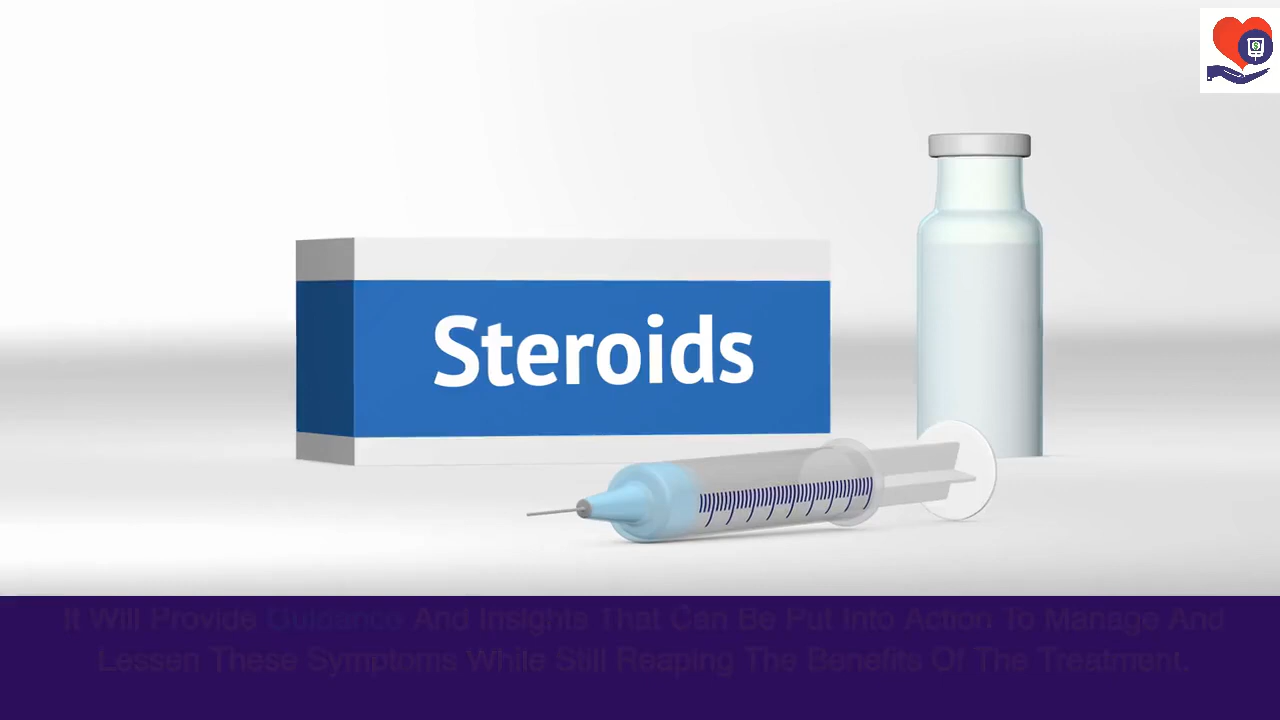 Steroids
It Will Provide Guidance And Insights That Can Be Put Into Action To Manage And
Lessen These Symptoms While Still Reaping The Benefits Of The Treatment.